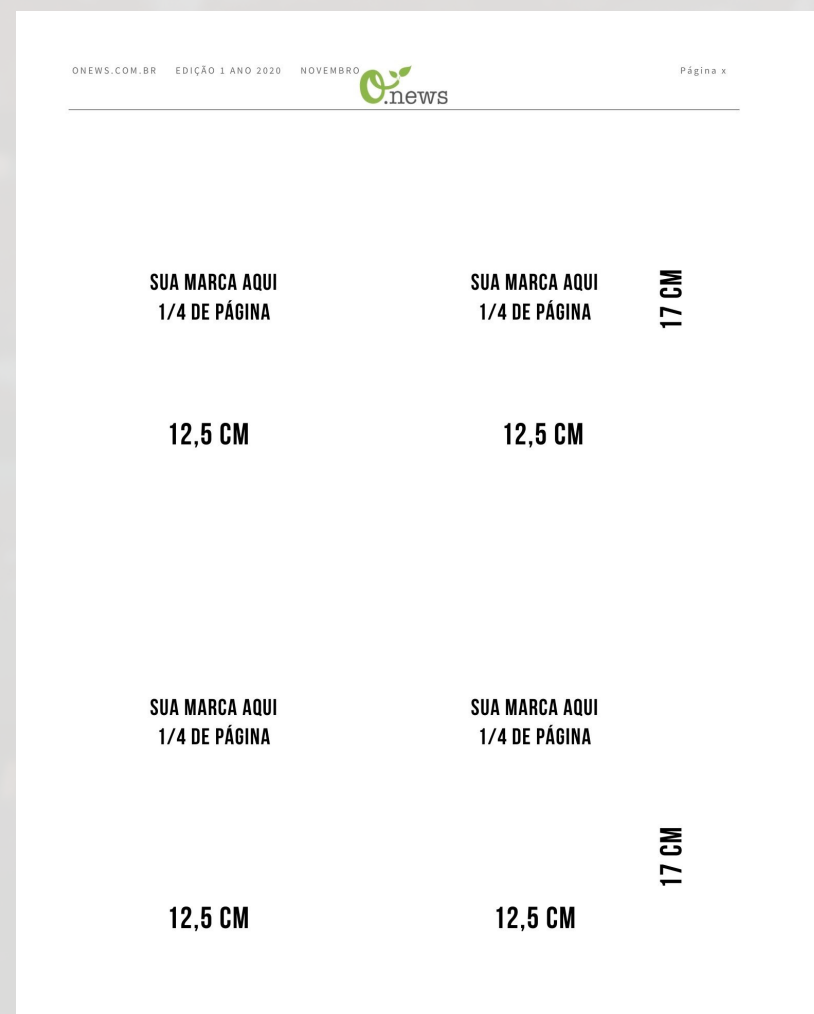 ONEWS.COM.BR EDIÇÃO 1 ANO 2020 NOVEMBRO
O.news
Página x
SUA MARCA AQUI
1/4 DE PÁGINA
12,5 CM
SUA MARCA AQUI
1/4 DE PÁGINA
12,5 CM
17 CM
SUA MARCA AQUI
1/4 DE PÁGINA
12,5 CM
SUA MARCA AQUI
1/4 DE PÁGINA
12,5 CM
17 CM